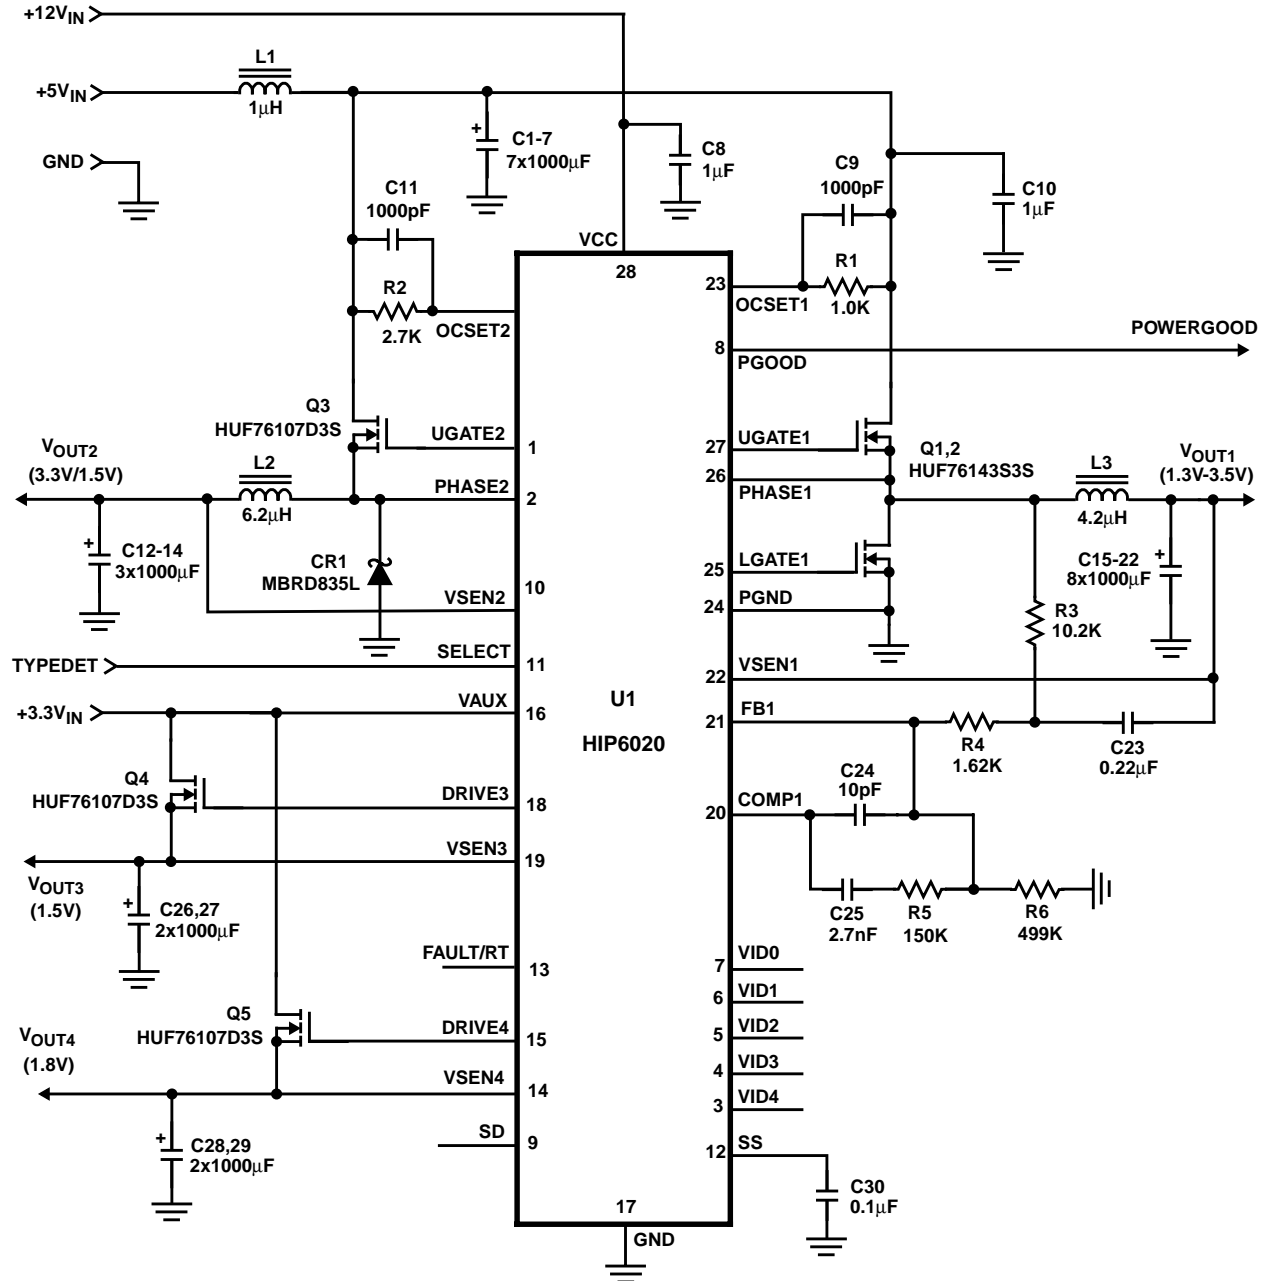 +12VIN
L1
+5VIN
1μH
GND
C1-7
7x1000μF
C8
1μF
C9
1000pF
C10
1μF
C11
1000pF
VCC
28
R2
2.7K
OCSET2
23
OCSET1
R1
1.0K
POWERGOOD
8
PGOOD
Q3
HUF76107D3S
UGATE2
1
27
UGATE1
Q1,2
HUF76143S3S
VOUT2
(3.3V/1.5V)
L2
6.2μH
PHASE2
2
26
PHASE1
L3
4.2μH
VOUT1
(1.3V-3.5V)
C12-14
3x1000μF
CR1
MBRD835L
10
VSEN2
25
LGATE1
24
PGND
C15-22
8x1000μF
R3
10.2K
TYPEDET
SELECT
11
22
VSEN1
+3.3VIN
VAUX
16
U1
HIP6020
21
FB1
R4
1.62K
C23
0.22μF
Q4
HUF76107D3S
DRIVE3
18
20
COMP1
C24
10pF
VSEN3
19
VOUT3
(1.5V)
C26,27
2x1000μF
C25
2.7nF
R5
150K
R6
499K
FAULT/RT
13
7
VID0
6
VID1
5
VID2
4
VID3
3
VID4
Q5
HUF76107D3S
DRIVE4
15
VOUT4
(1.8V)
VSEN4
14
SD
9
12
SS
C28,29
2x1000μF
C30
0.1μF
17
GND
+
+
+
+
+